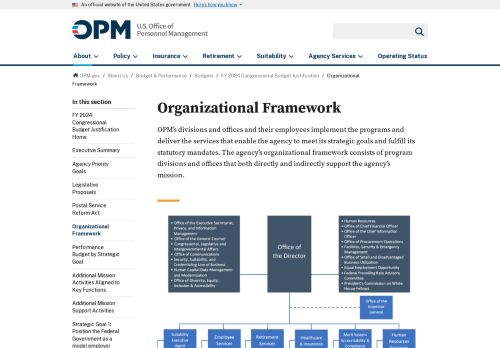 An official website of the United States government Here's how you know
OPM
U.S. Office of
Personnel Management
About
Policy
Insurance
Retirement
Suitability
Agency Services
Operating Status
OPM.gov / About Us / Budget & Performance / Budgets / FY 2024 Congressional Budget Justification / Organizational
Framework
In this section
FY 2024
Congressional
Budget Justification
Home
Executive Summary
Agency Priority
Goals
Legislative
Proposals
Postal Service
Reform Act
Organizational
Framework
Performance
Budget by Strategic
Goal
Additional Mission
Activities Aligned to
Key Functions
Additional Mission
Support Activities
Strategic Goal 1:
Position the Federal
Government as a
model employer
Organizational Framework
OPM's divisions and offices and their employees implement the programs and
deliver the services that enable the agency to meet its strategic goals and fulfill its
statutory mandates. The agency's organizational framework consists of program
divisions and offices that both directly and indirectly support the agency's
mission.
• Office of the Executive Secretariat,
Privacy, and Information
Management
• Office of the General Counsel
• Congressional, Legislative and
Intergovernmental Affairs
• Office of Communications
• Security, Suitability, and
Credentialing Line of Business
• Human Capital Data Management
and Modernization
• Office of Diversity, Equity,
Inclusion & Accessibility
Office of
the Director
• Human Resources
• Office of Chief Financial Officer
• Office of the Chief Information
Officer
• Office of Procurement Operations
• Facilities, Security & Emergency
Management
• Office of Small and Disadvantaged
Business Utilization
• Equal Employment Opportunity
• Federal Prevailing Rate Advisory
Committee
• President's Commission on White
House Fellows
Office of the
Inspector
General
Suitability
Executive
Agent
Employee
Services
Retirement
Services
Healthcare
& Insurance
Merit System
Accountability &
Compliance
Human
Resources